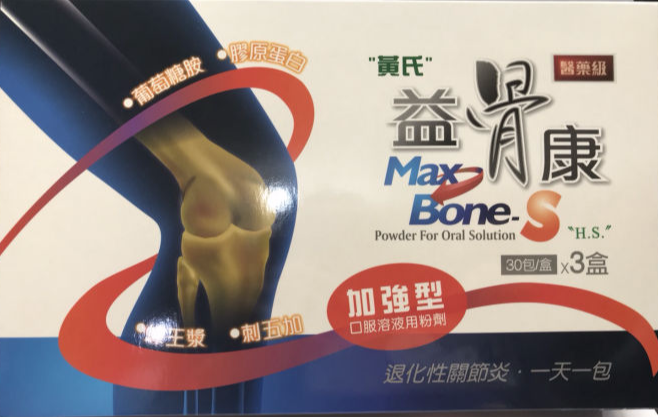 葡萄糖胺
膠原蛋白
"黃氏"
醫藥級
益骨康
Max
Bone-S
Powder For Oral Solution
"H.S."
30包/盒 x3盒
加強型
口服溶液用粉劑
王漿
刺五加
退化性關節炎·一天一包